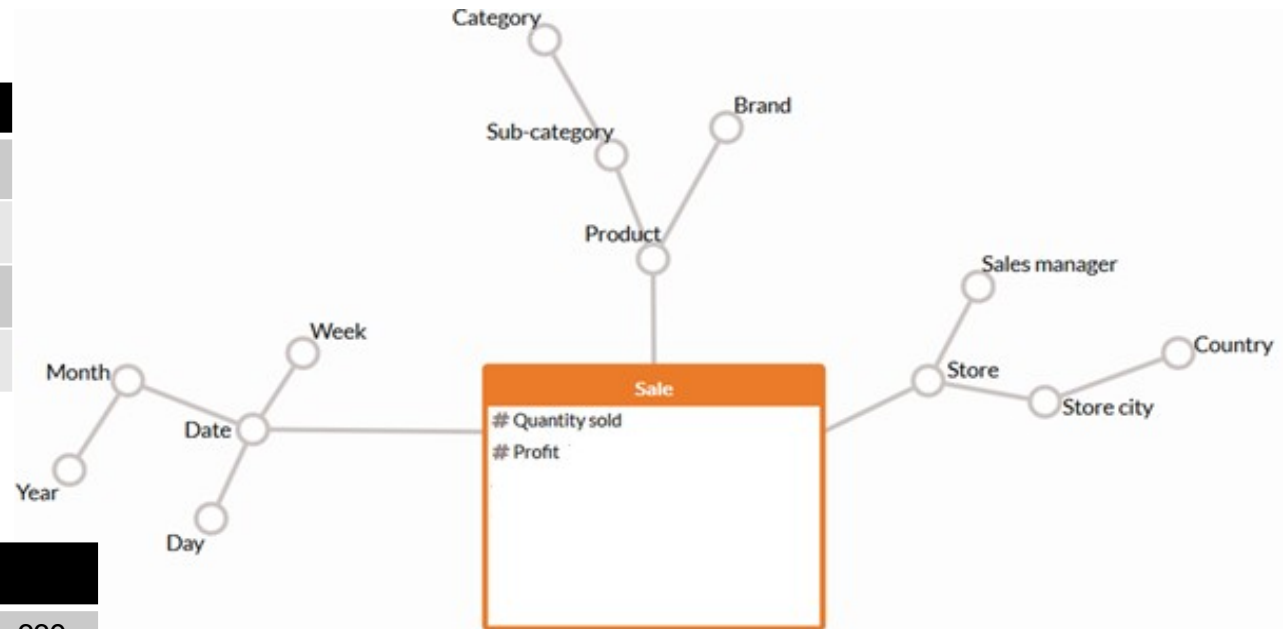 Category
Brand
Sub-category
Product
Sales manager
Week
Country
Month
Store
Sale
Store city
# Quantity sold
Date
# Profit
Year
Day